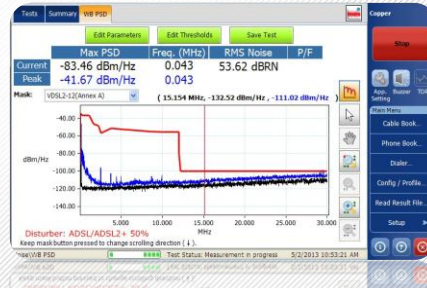 Tests Summary WB PSD
Copper
Edit Parameters Edit Thresholds Save Test
Stop
Max PSD Freq. (MHz) RMS Noise P/F
Current -83.46 dBm/Hz 0.043 53.62 dBRN
Peak -41.67 dBm/Hz 0.043
App. Setting Buzzer TDR
Main Menu
Mask: VDSL2-12(Annex A) ( 15.154 MHz, -132.52 dBm/Hz , -111.02 dBm/Hz )
Cable Book...
Phone Book...
Dialer...
Config / Profile...
Read Result File...
Setup
-40.00
-60.00
-80.00
dBm/Hz
-100.00
-120.00
-140.00
5.000 10.000 15.000 20.000 25.000 30.000
MHz
Disturber: ADSL/ADSL2+ 50%
Keep mask button pressed to change scrolling direction ( ↓ ).
WB PSD Test Status: Measurement in progress 5/2/2013 10:53:21 AM